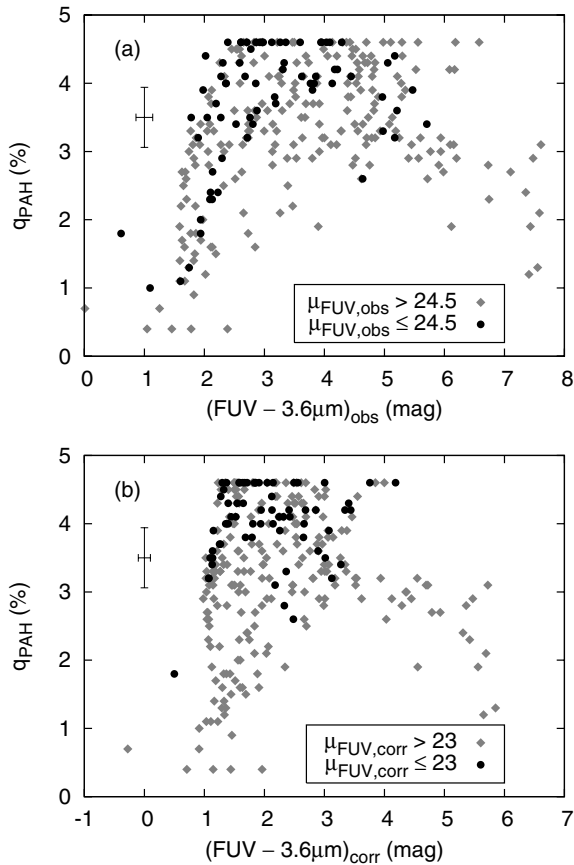 5
4
3
2
1
0
q_PAH (%)
(a)
μ_FUV,obs > 24.5
μ_FUV,obs ≤ 24.5
0 1 2 3 4 5 6 7 8
(FUV − 3.6μm)_obs (mag)
5
4
3
2
1
0
q_PAH (%)
(b)
μ_FUV,corr > 23
μ_FUV,corr ≤ 23
-1 0 1 2 3 4 5 6 7
(FUV − 3.6μm)_corr (mag)